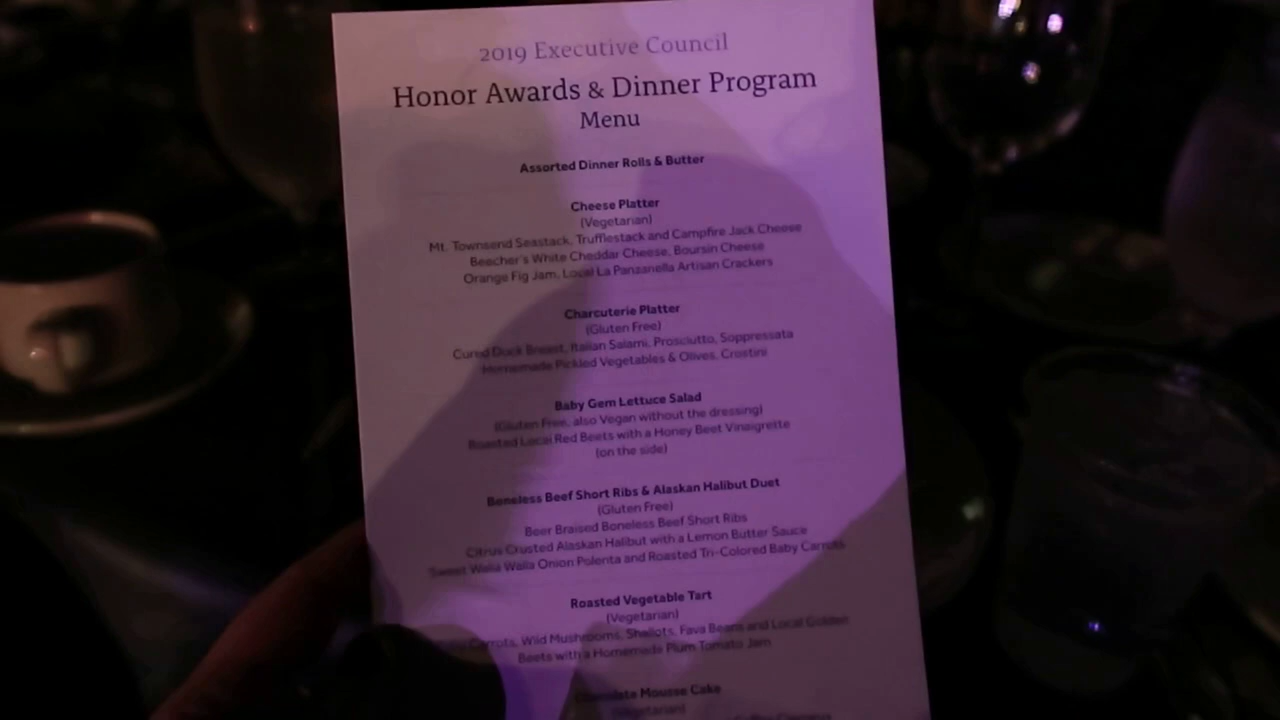 2019 Executive Council
Honor Awards & Dinner Program
Menu
Assorted Dinner Rolls & Butter
Cheese Platter
(Vegetarian)
Mt. Townsend Seastack, Trufflestack and Campfire Jack Cheese
Beecher's White Cheddar Cheese, Boursin Cheese
Orange Fig Jam, Local La Panzanella Artisan Crackers
Charcuterie Platter
(Gluten Free)
Cured Duck Breast, Italian Salami, Prosciutto, Soppressata
Homemade Pickled Vegetables & Olives, Crostini
Baby Gem Lettuce Salad
(Gluten Free, also Vegan without the dressing)
Roasted Local Red Beets with a Honey Beet Vinaigrette
(on the side)
Boneless Beef Short Ribs & Alaskan Halibut Duet
(Gluten Free)
Beer Braised Boneless Beef Short Ribs
Citrus Crusted Alaskan Halibut with a Lemon Butter Sauce
Sweet Walla Walla Onion Polenta and Roasted Tri-Colored Baby Carrots
Roasted Vegetable Tart
(Vegetarian)
Carrots, Wild Mushrooms, Shallots, Fava Beans and Local Golden
Beets with a Homemade Plum Tomato Jam
Chocolate Mousse Cake
(Vegetarian)